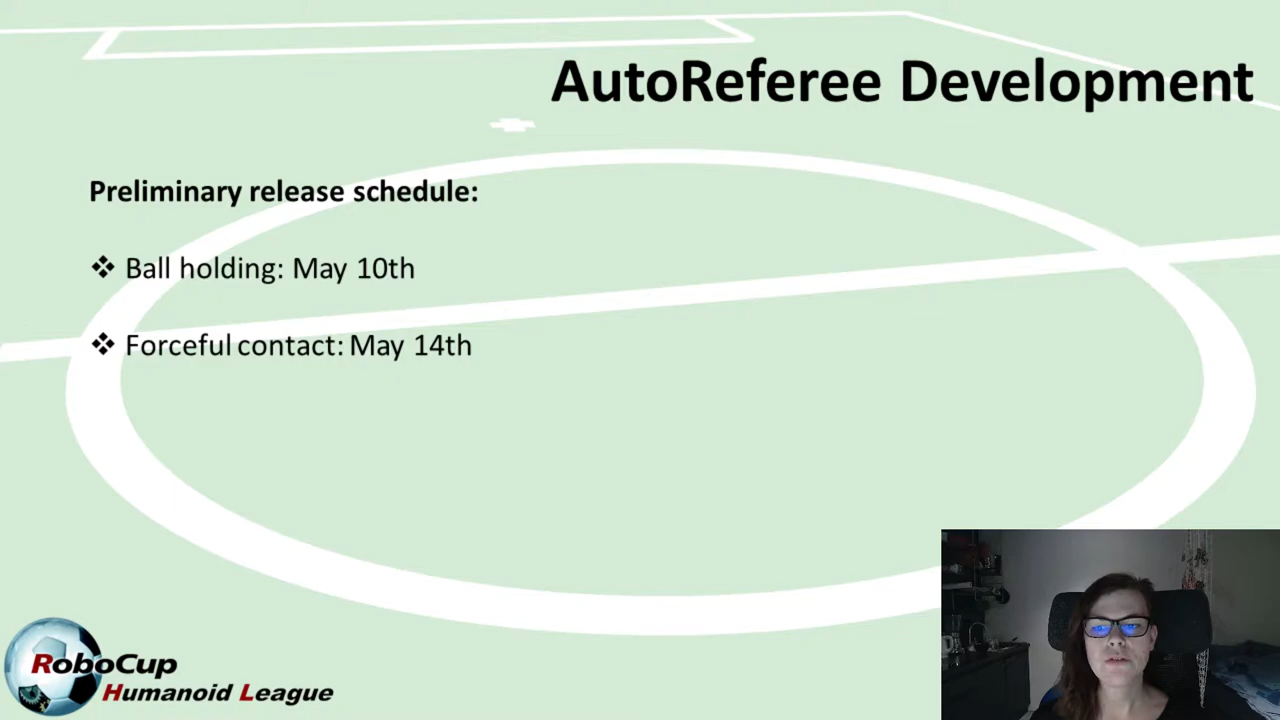 AutoReferee Development
Preliminary release schedule:
❖ Ball holding: May 10th
❖ Forceful contact: May 14th
RoboCup
Humanoid League